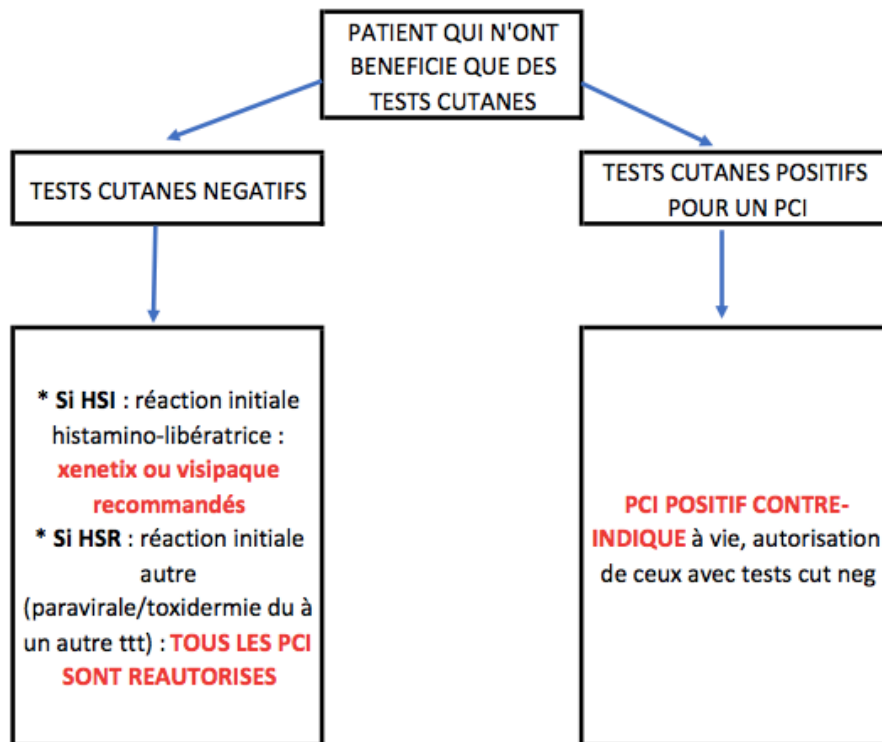 PATIENT QUI N'ONT
BENEFICIE QUE DES
TESTS CUTANES
TESTS CUTANES NEGATIFS
TESTS CUTANES POSITIFS
POUR UN PCI
* Si HSI : réaction initiale
histamino-libératrice :
xenetix ou visipaque
recommandés
* Si HSR : réaction initiale
autre
(paravirale/toxidermie du à
un autre ttt) : TOUS LES PCI
SONT REAUTORISES
PCI POSITIF CONTRE-
INDIQUE à vie, autorisation
de ceux avec tests cut neg